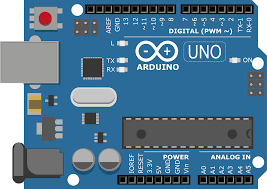 AREF
GND
13
12
~11
~10
~9
8
7
~6
~5
4
~3
2
TX-1
RX-0
DIGITAL (PWM ~)
L
TX
RX
UNO
ARDUINO
ON
IOREF
RESET
3.3V
5V
GND
GND
Vin
A0
A1
A2
A3
A4
A5
POWER
ANALOG IN